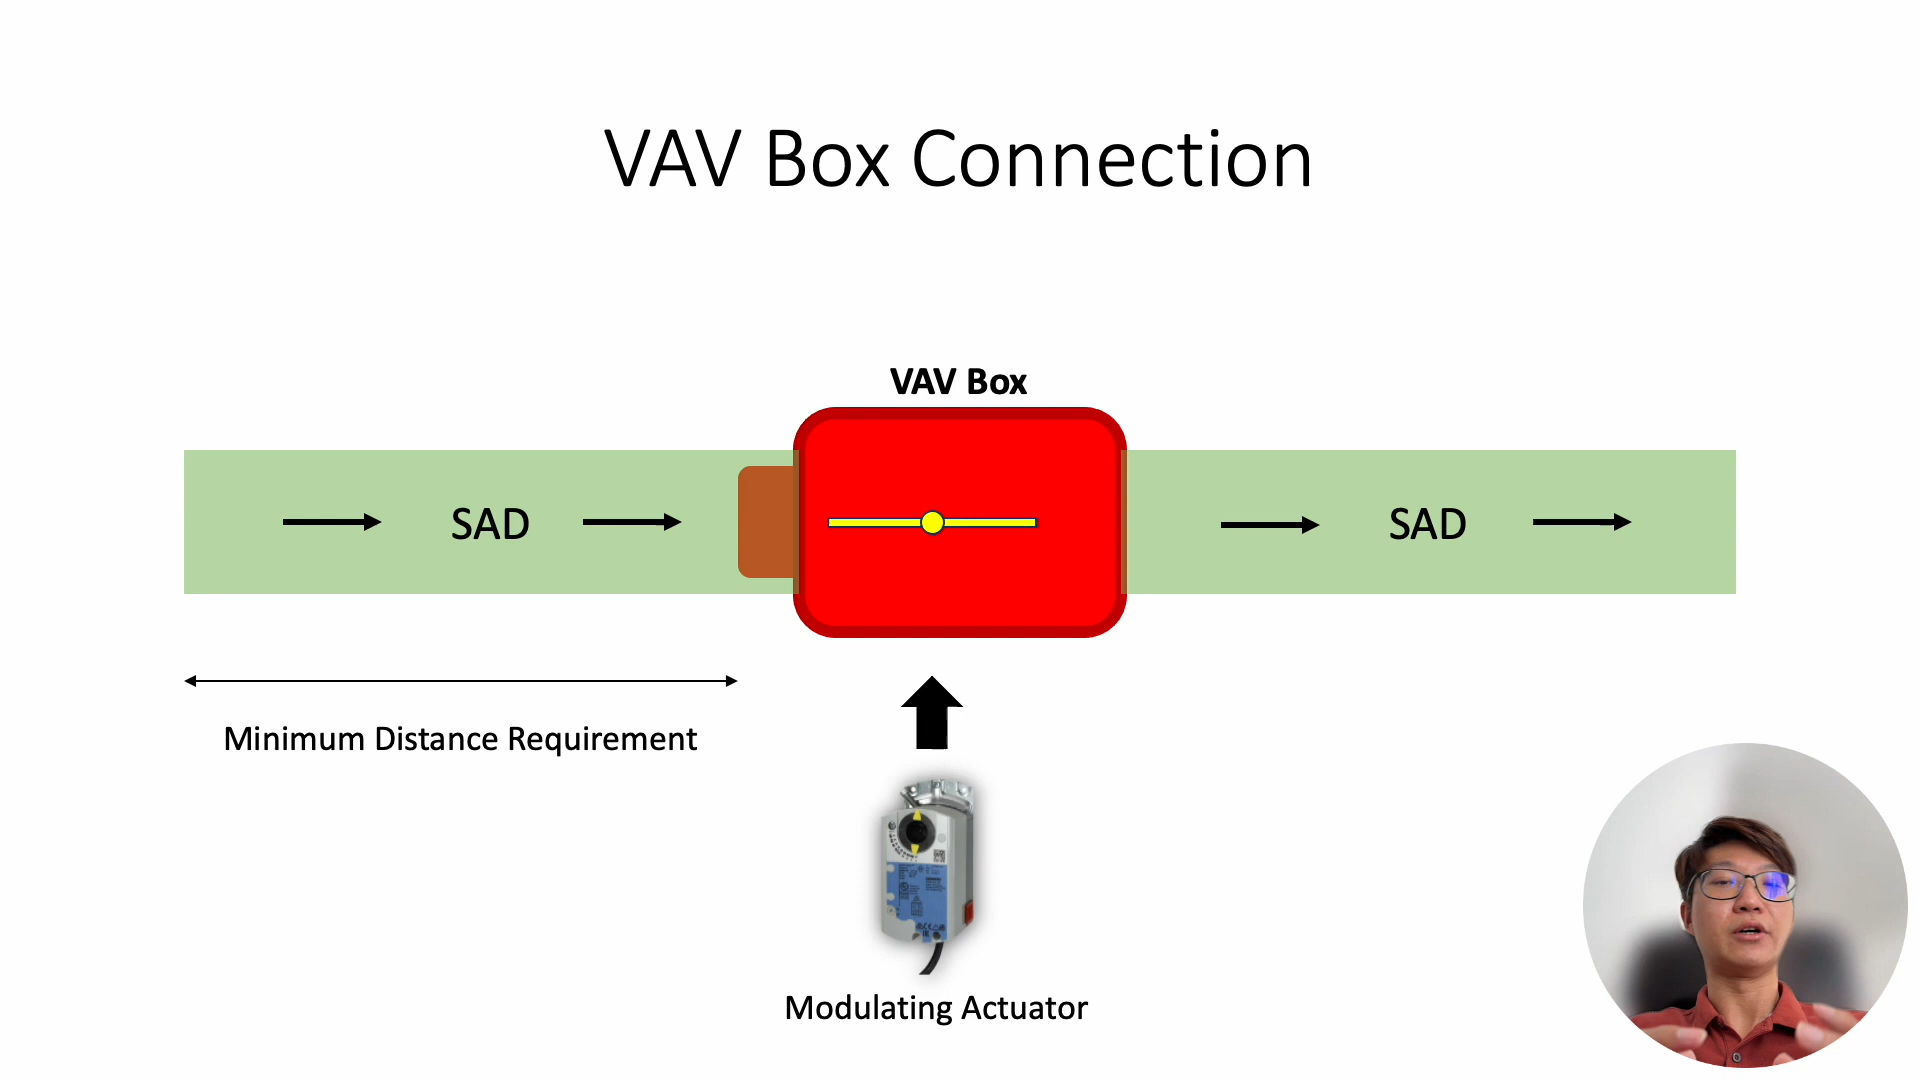 VAV Box Connection
VAV Box
SAD
SAD
Minimum Distance Requirement
Modulating Actuator